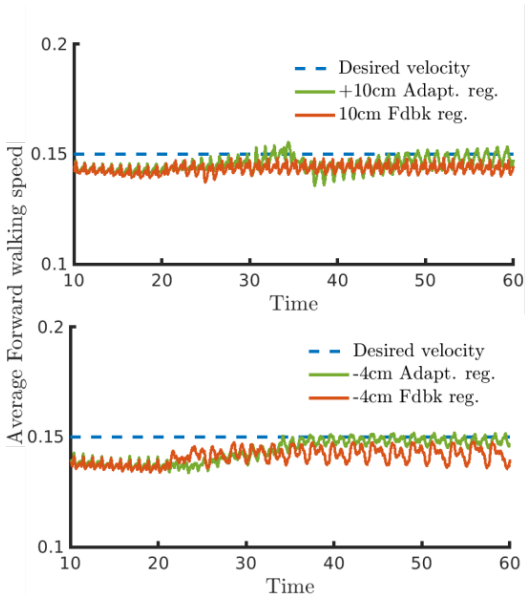 Average Forward walking speed
0.2
0.15
0.1
Desired velocity
+10cm Adapt. reg.
10cm Fdbk reg.
10 20 30 40 50 60
Time
0.2
0.15
0.1
Desired velocity
-4cm Adapt. reg.
-4cm Fdbk reg.
10 20 30 40 50 60
Time